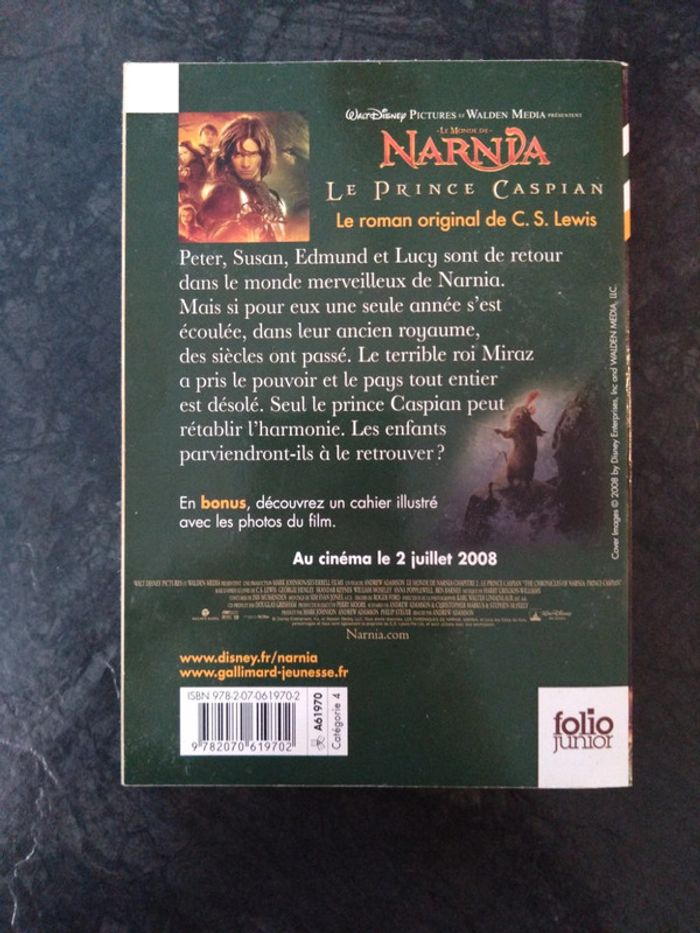 WALT DISNEY PICTURES ET WALDEN MEDIA PRÉSENTENT
-LE MONDE DE-
NARNIA
LE PRINCE CASPIAN
Le roman original de C. S. Lewis
Peter, Susan, Edmund et Lucy sont de retour
dans le monde merveilleux de Narnia.
Mais si pour eux une seule année s'est
écoulée, dans leur ancien royaume,
des siècles ont passé. Le terrible roi Miraz
a pris le pouvoir et le pays tout entier
est désolé. Seul le prince Caspian peut
rétablir l'harmonie. Les enfants
parviendront-ils à le retrouver ?
Cover Images © 2008 by Disney Enterprises, Inc and WALDEN MEDIA, LLC.
En bonus, découvrez un cahier illustré
avec les photos du film.
Au cinéma le 2 juillet 2008
Narnia.com
www.disney.fr/narnia
www.gallimard-jeunesse.fr
ISBN 978-2-07-061970-2
9 782070 619702
A61970
Catégorie 4
folio
junior